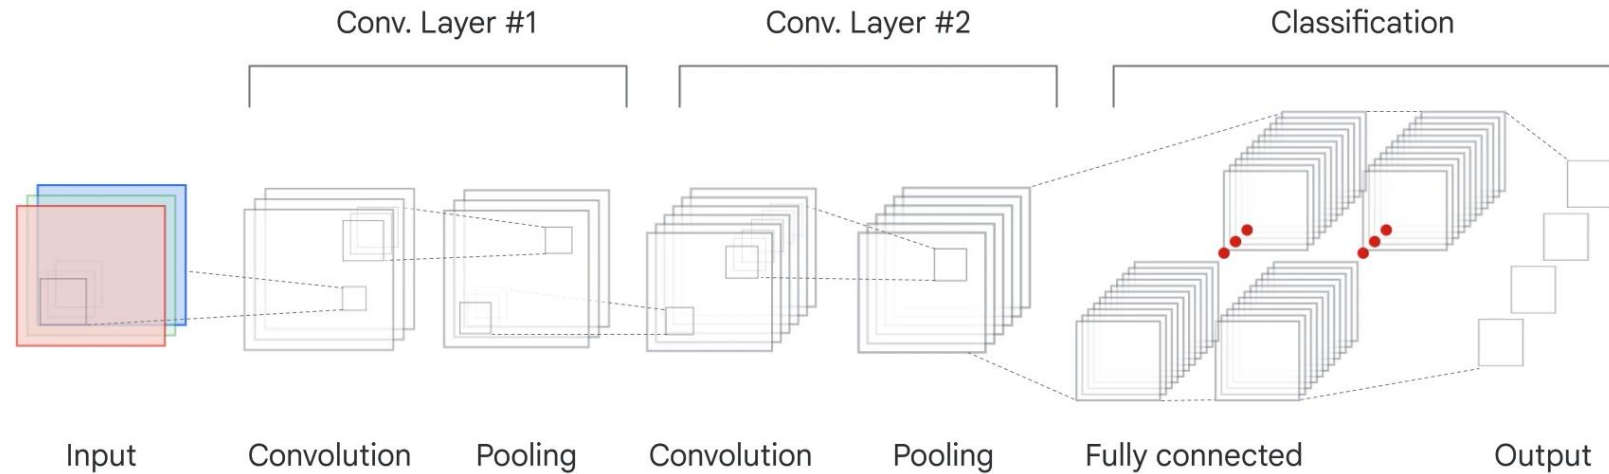 Conv. Layer #1
Conv. Layer #2
Classification
Input
Convolution
Pooling
Convolution
Pooling
Fully connected
Output